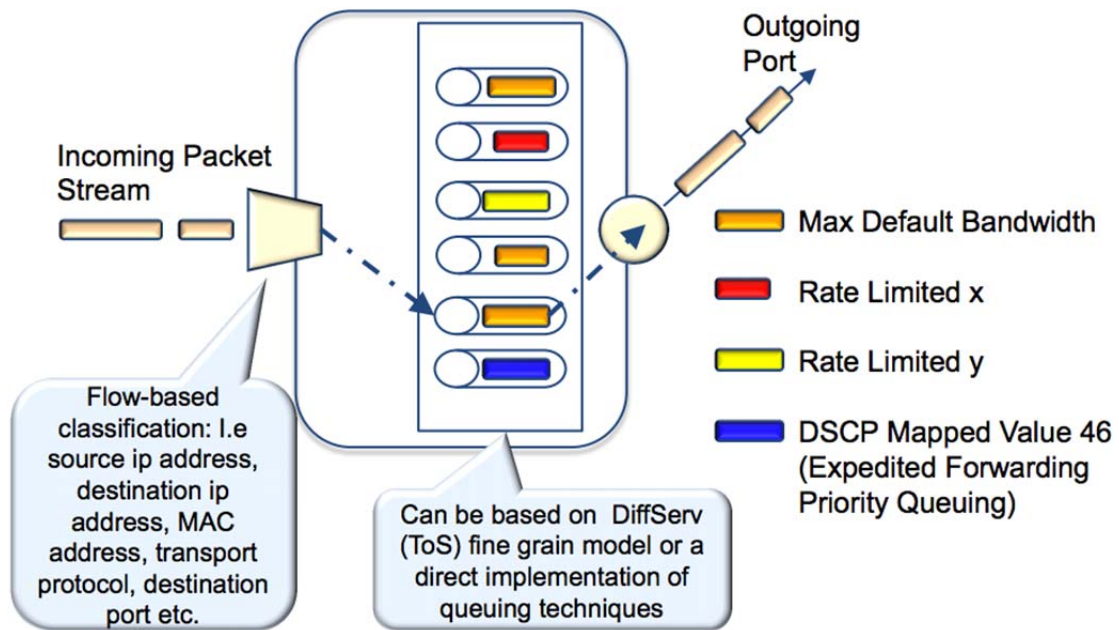 Outgoing
Port
Incoming Packet
Stream
Max Default Bandwidth
Rate Limited x
Rate Limited y
DSCP Mapped Value 46
(Expedited Forwarding
Priority Queuing)
Flow-based
classification: I.e
source ip address,
destination ip
address, MAC
address, transport
protocol, destination
port etc.
Can be based on DiffServ
(ToS) fine grain model or a
direct implementation of
queuing techniques